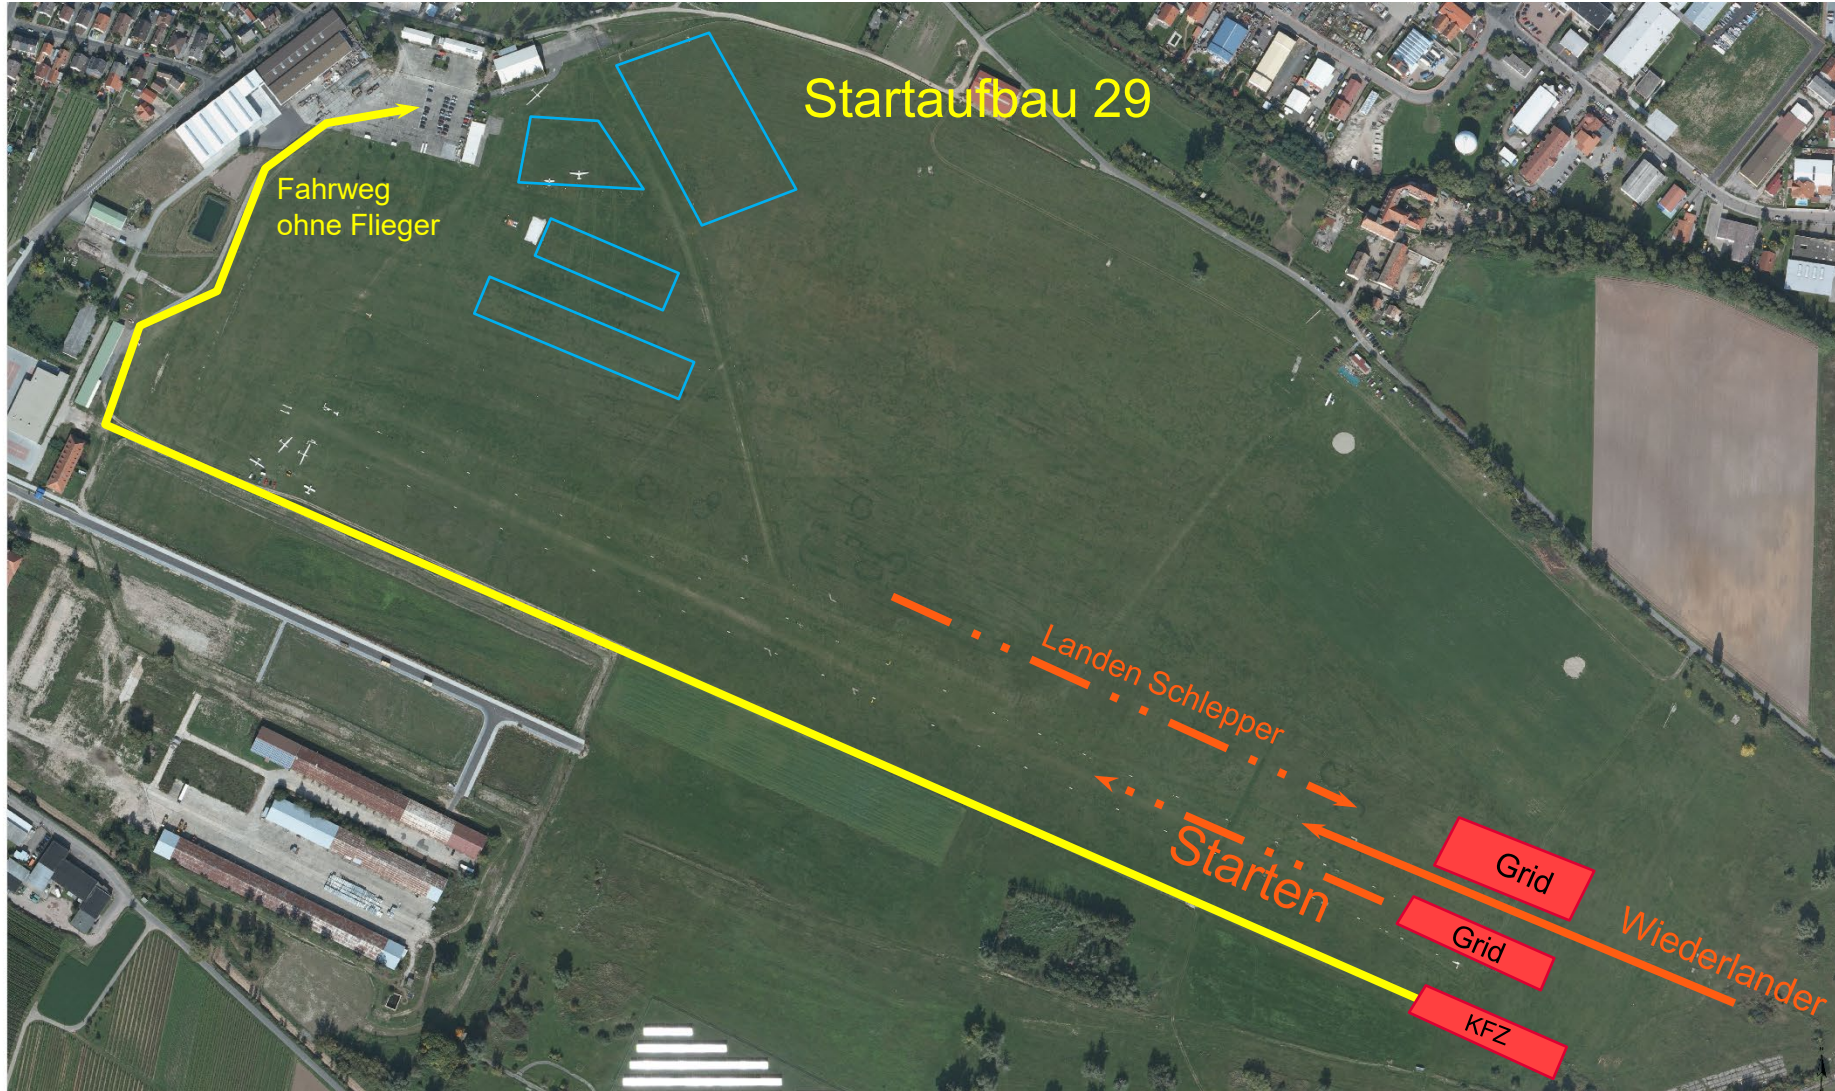 Startaufbau 29
Fahrweg
ohne Flieger
Landen Schlepper
Starten
Grid
Grid
Wiederlander
KFZ